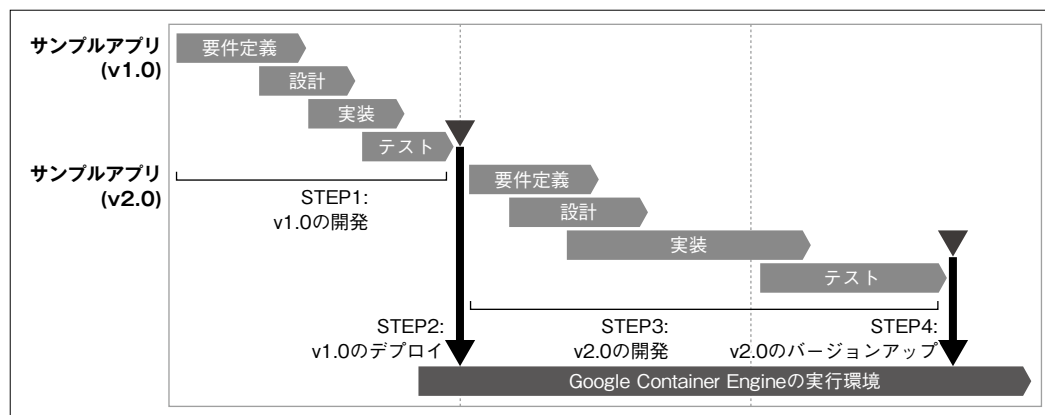 サンプルアプリ
(v1.0)
要件定義
設計
実装
テスト
サンプルアプリ
(v2.0)
要件定義
STEP1:
v1.0の開発
設計
実装
テスト
STEP2:
v1.0のデプロイ
STEP3:
v2.0の開発
STEP4:
v2.0のバージョンアップ
Google Container Engineの実行環境